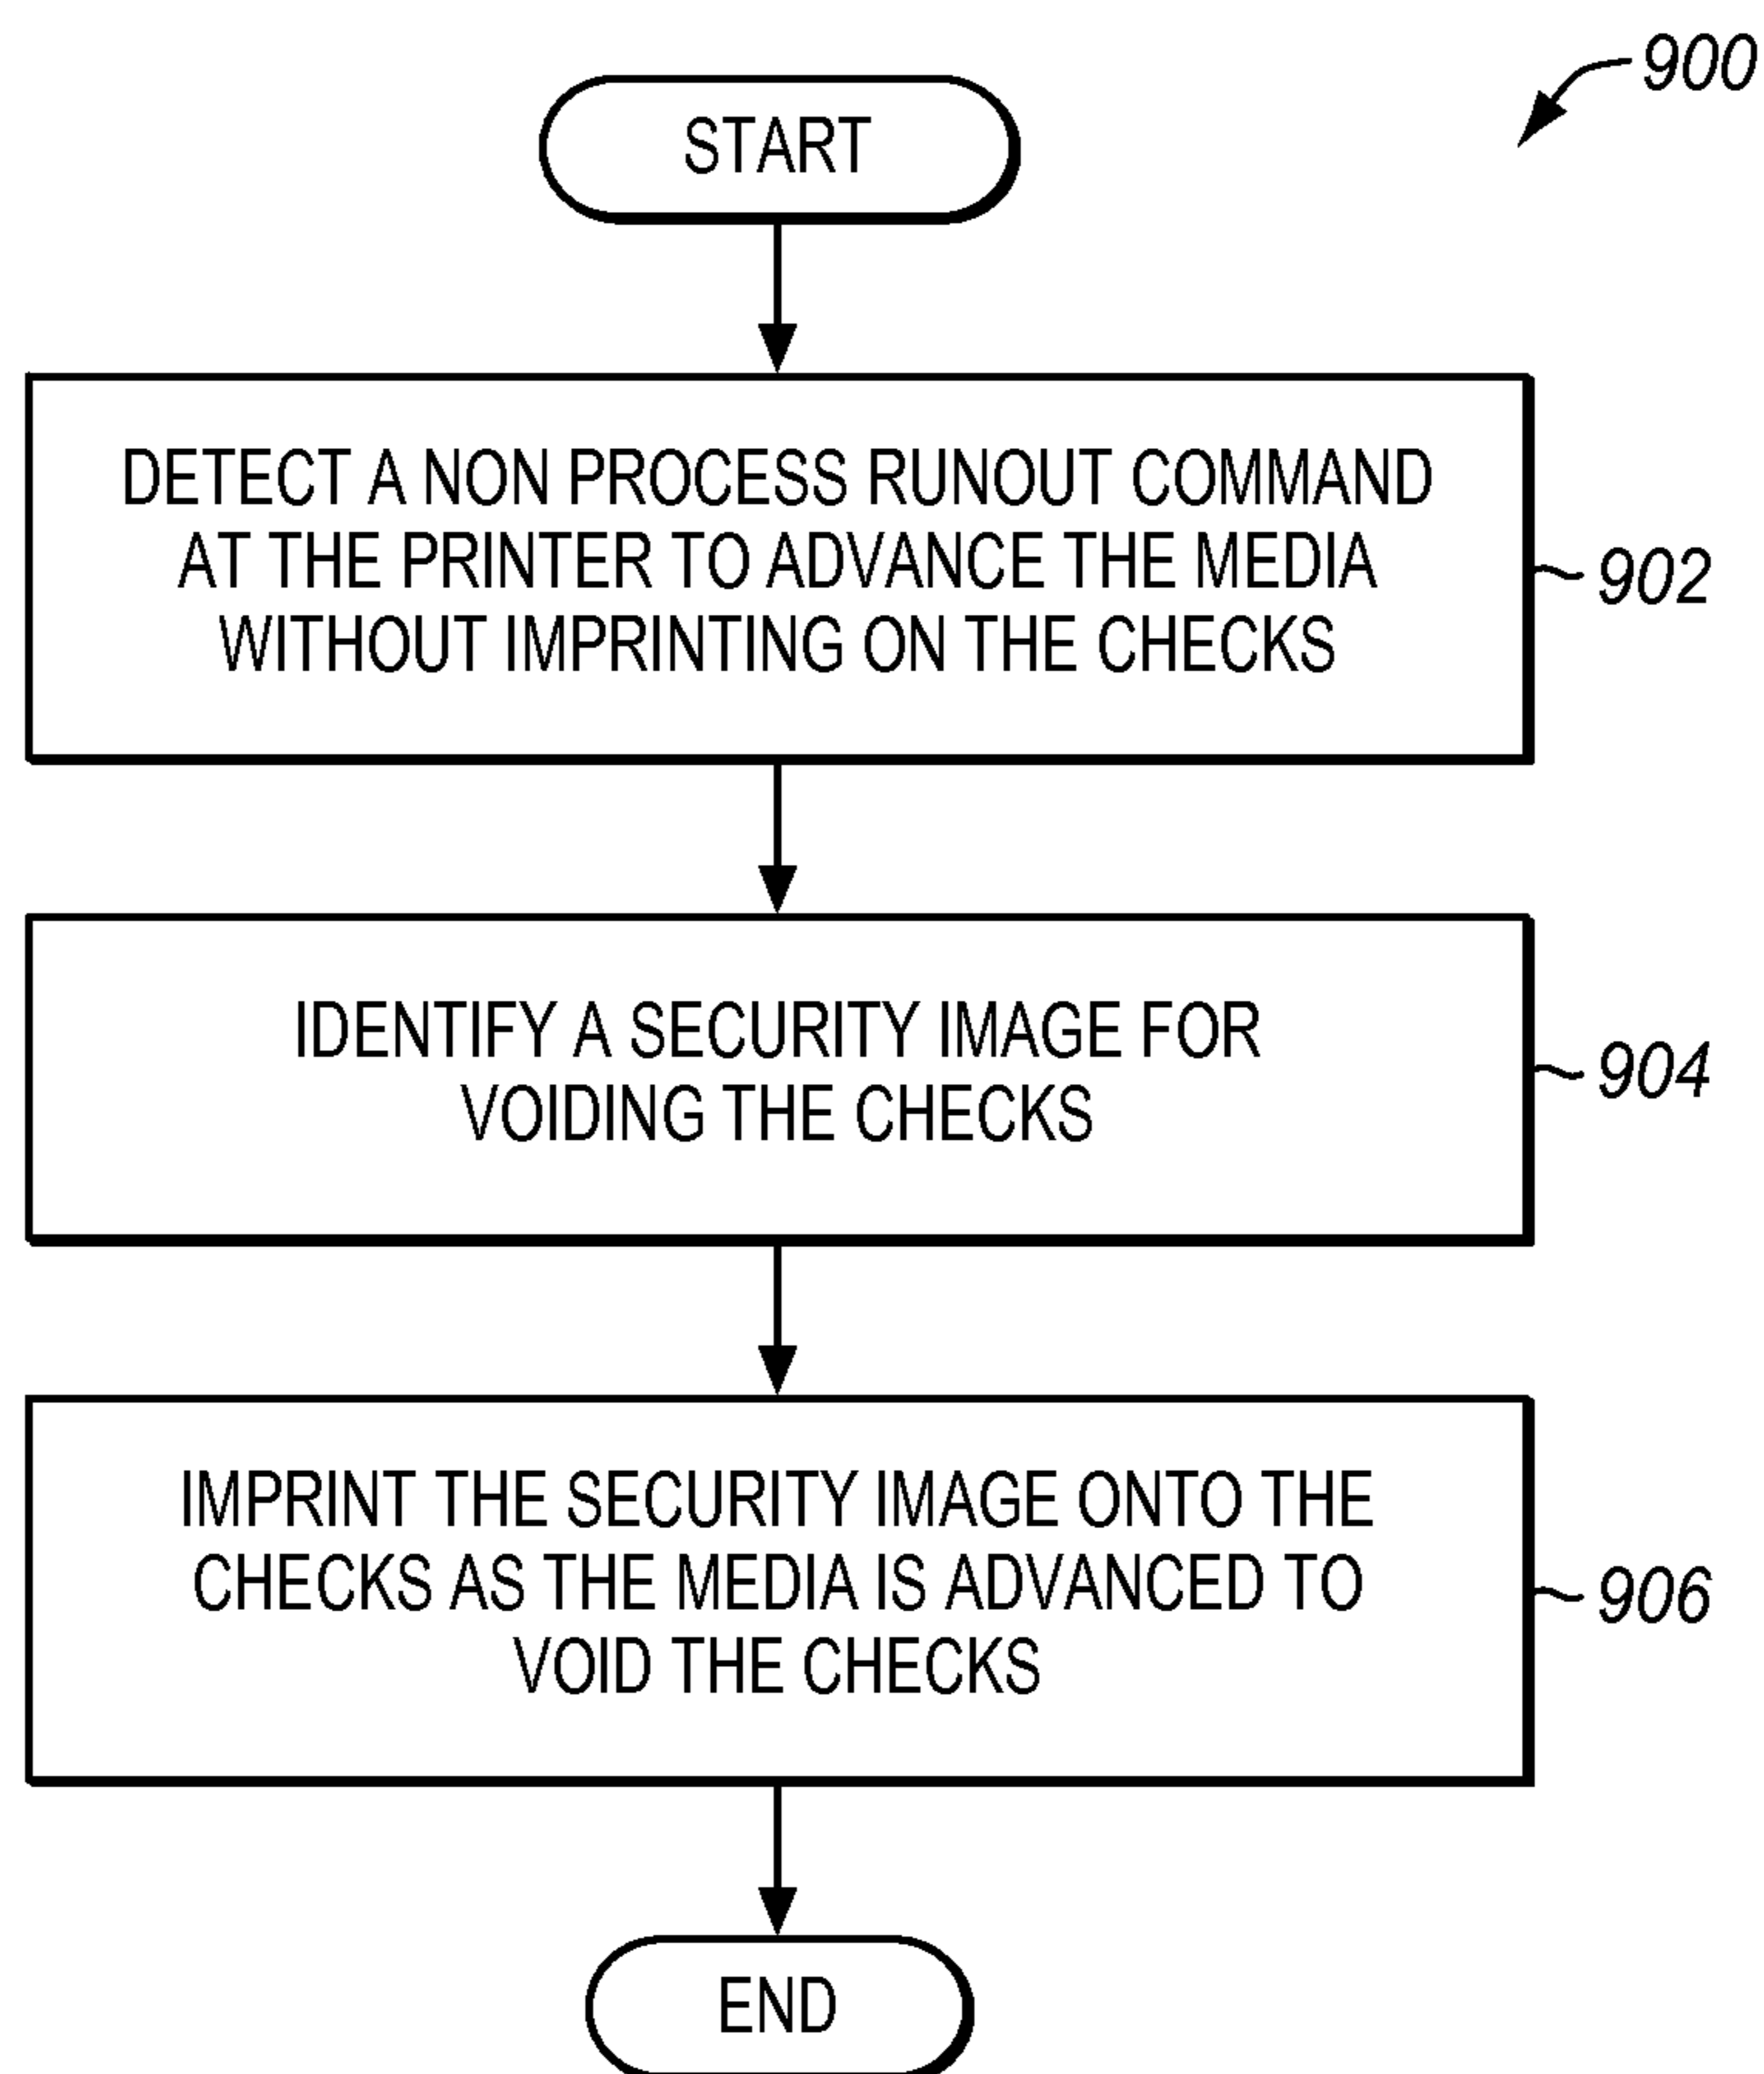 900
START
DETECT A NON PROCESS RUNOUT COMMAND
AT THE PRINTER TO ADVANCE THE MEDIA
WITHOUT IMPRINTING ON THE CHECKS
902
IDENTIFY A SECURITY IMAGE FOR
VOIDING THE CHECKS
904
IMPRINT THE SECURITY IMAGE ONTO THE
CHECKS AS THE MEDIA IS ADVANCED TO
VOID THE CHECKS
906
END